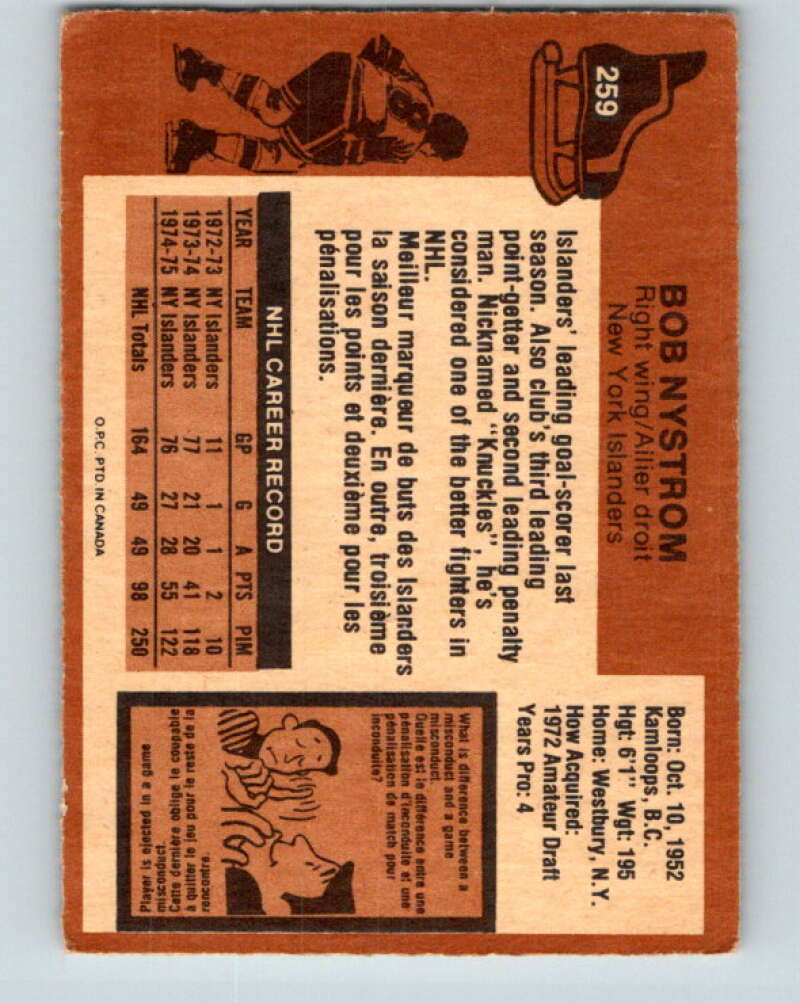 259
8
BOB NYSTROM
Right wing/Ailier droit
New York Islanders
Islanders' leading goal-scorer last
season. Also club's third leading
point-getter and second leading penalty
man. Nicknamed "Knuckles", he's
considered one of the better fighters in
NHL.
Meilleur marqueur de buts des Islanders
la saison dernière. En outre, troisième
pour les points et deuxième pour les
pénalisations.
NHL CAREER RECORD
YEAR TEAM GP G A PTS PIM
1972-73 NY Islanders 11 1 1 2 10
1973-74 NY Islanders 77 21 20 41 118
1974-75 NY Islanders 76 27 28 55 122
NHL Totals 164 49 49 98 250
O.P.C. PTD. IN CANADA
Born: Oct. 10, 1952
Kamloops, B.C.
Hgt: 6'1" Wgt: 195
Home: Westbury, N.Y.
How Acquired:
1972 Amateur Draft
Years Pro: 4
What is difference between a
misconduct and a game
misconduct
Quelle est le différence entre une
pénalisation d'inconduite et une
pénalisation de match pour
inconduite?
Player is ejected in a game
misconduct.
Cette dernière oblige le coupable
à quitter le jeu pour le reste de la
rencontre.